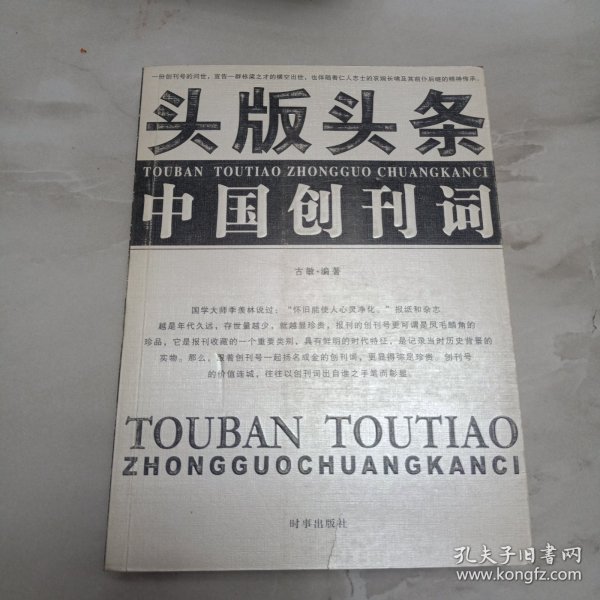 一份创刊号的问世，宣告一群栋梁之才的横空出世，也伴随着仁人志士的哀婉长鸣及其前仆后继的精神传承。
头版头条
TOUBAN TOUTIAO ZHONGGUO CHUANGKANCI
中国创刊词
古敏·编著
国学大师季羡林说过：“怀旧能使人心灵净化。”报纸和杂志
越是年代久远，存世量越少，就越显珍贵，报刊的创刊号更可谓是凤毛麟角的
珍品，它是报刊收藏的一个重要类别，具有鲜明的时代特征，是记录当时历史背景的
实物。那么，跟着创刊号一起扬名成金的创刊词，更显得弥足珍贵。创刊号
的价值连城，往往以创刊词出自谁之手笔而彰显。
TOUBAN TOUTIAO
ZHONGGUOCHUANGKANCI
时事出版社
孔夫子旧书网
www.kongfz.com